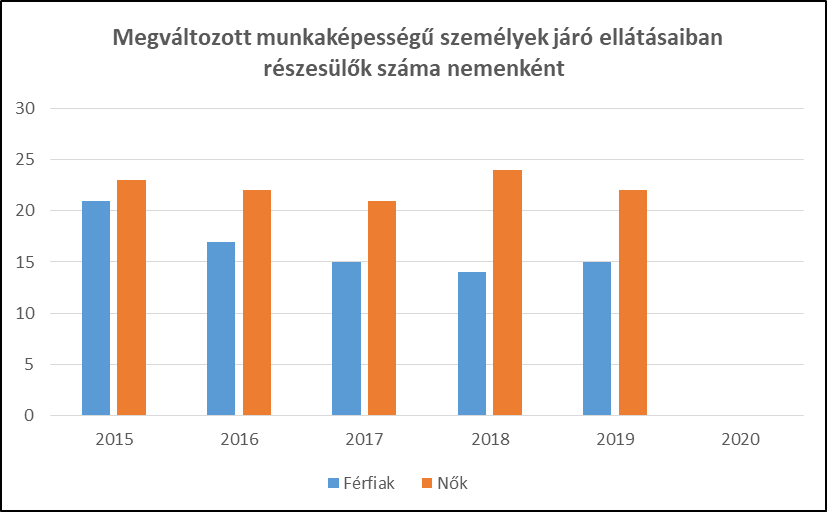 Megváltozott munkaképességű személyek járó ellátásaiban
részesülők száma nemenként
30
25
20
15
10
5
0
2015 2016 2017 2018 2019 2020
Férfiak Nők